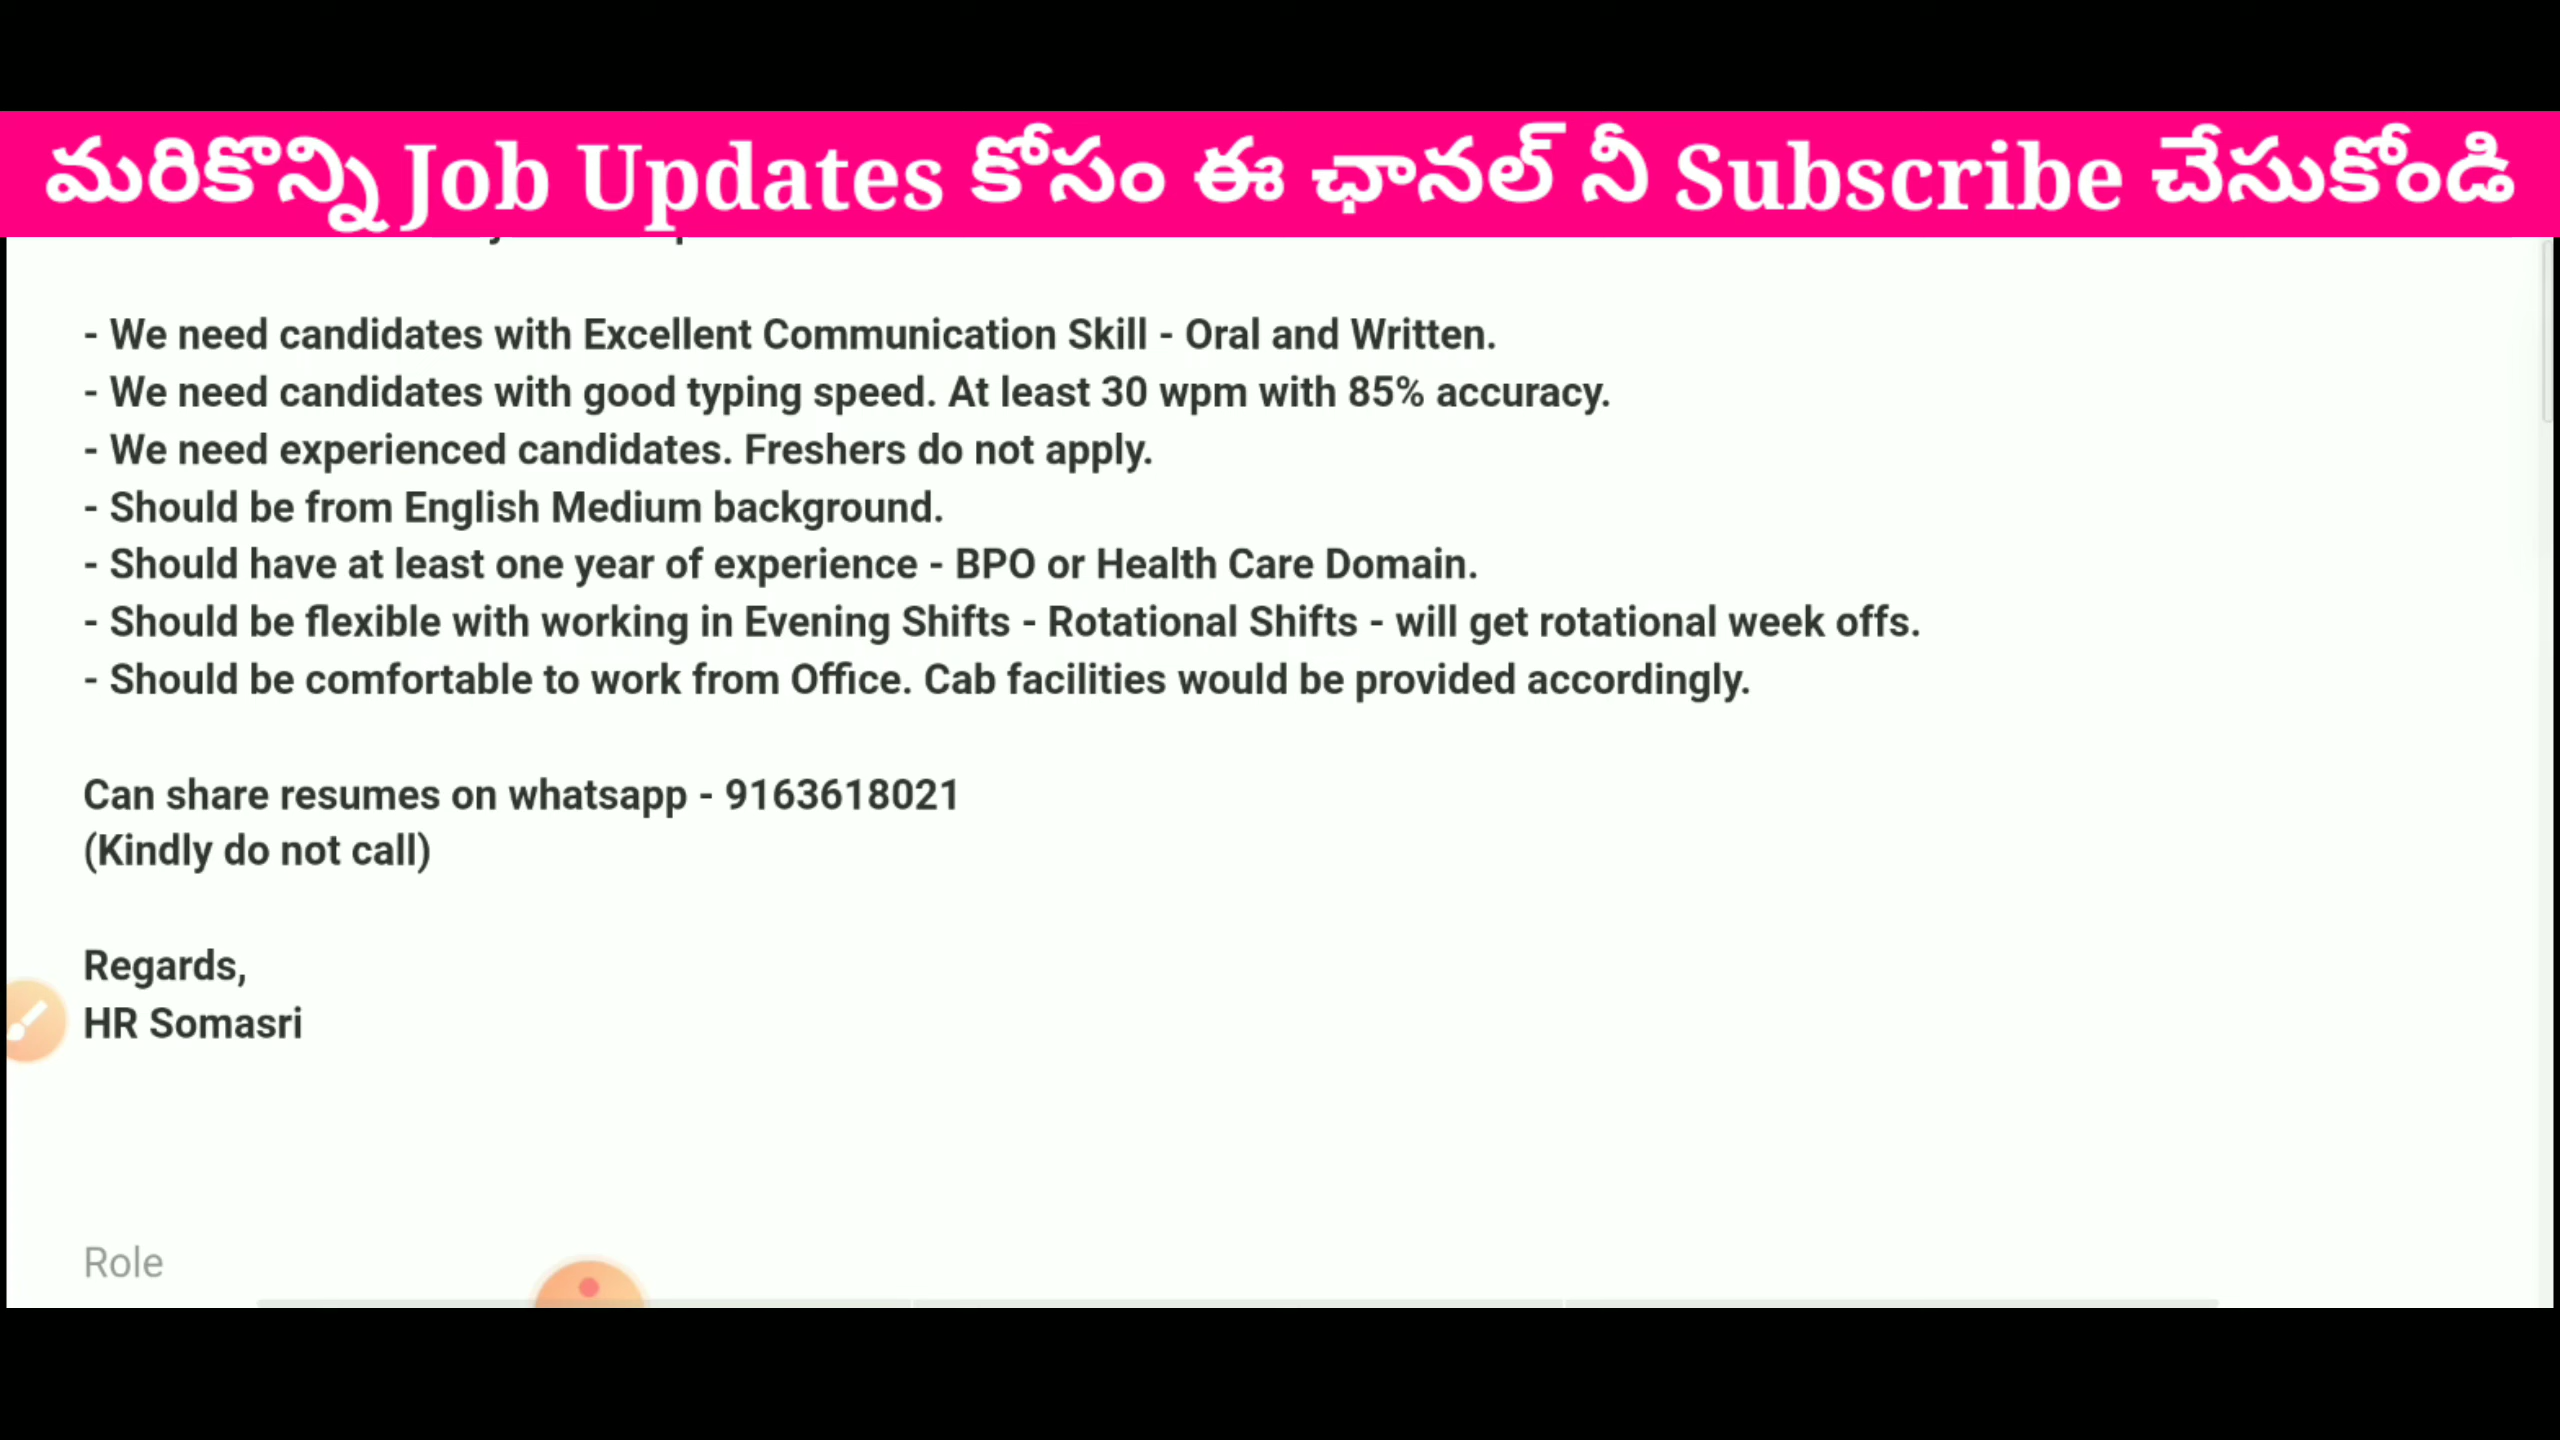 మరికొన్ని Job Updates కోసం ఈ ఛానల్ నీ Subscribe చేసుకోండి
- We need candidates with Excellent Communication Skill - Oral and Written.
- We need candidates with good typing speed. At least 30 wpm with 85% accuracy.
- We need experienced candidates. Freshers do not apply.
- Should be from English Medium background.
- Should have at least one year of experience - BPO or Health Care Domain.
- Should be flexible with working in Evening Shifts - Rotational Shifts - will get rotational week offs.
- Should be comfortable to work from Office. Cab facilities would be provided accordingly.
Can share resumes on whatsapp - 9163618021
(Kindly do not call)
Regards,
HR Somasri
Role